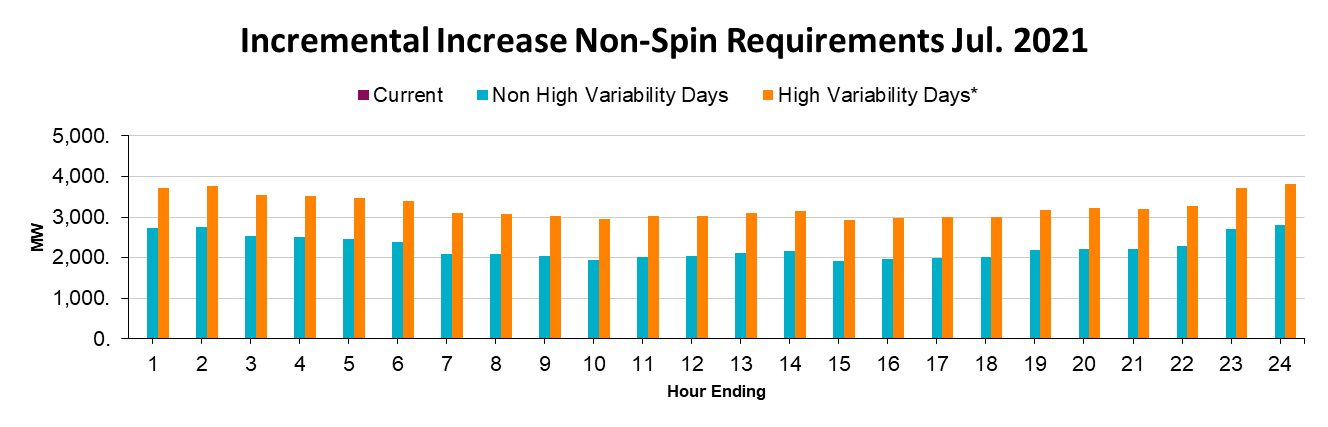 Incremental Increase Non-Spin Requirements Jul. 2021
Current Non High Variability Days High Variability Days*
5,000.
4,000.
3,000.
2,000.
1,000.
0.
MW
1 2 3 4 5 6 7 8 9 10 11 12 13 14 15 16 17 18 19 20 21 22 23 24
Hour Ending